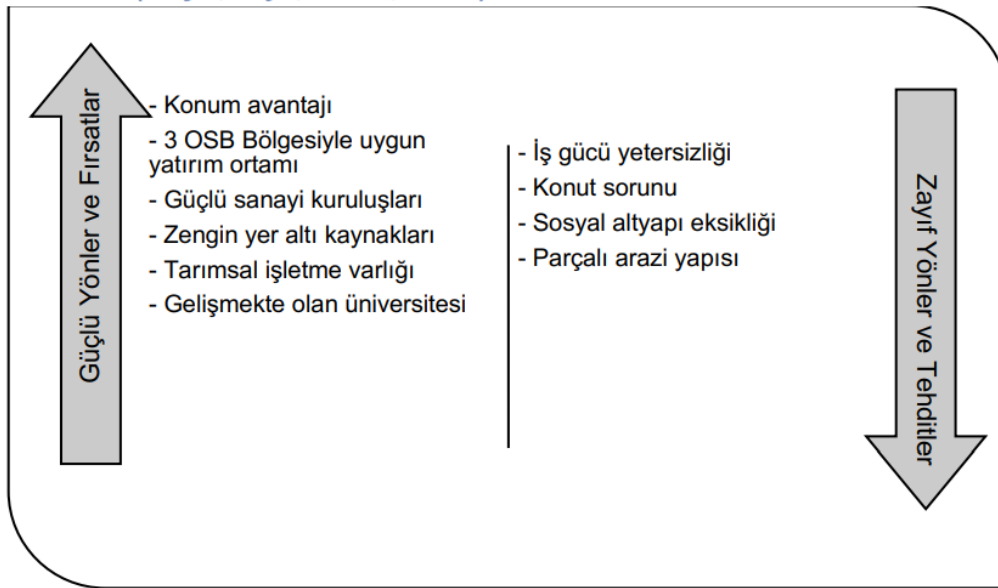 Güçlü Yönler ve Fırsatlar
- Konum avantajı
- 3 OSB Bölgesiyle uygun
yatırım ortamı
- Güçlü sanayi kuruluşları
- Zengin yer altı kaynakları
- Tarımsal işletme varlığı
- Gelişmekte olan üniversitesi
- İş gücü yetersizliği
- Konut sorunu
- Sosyal altyapı eksikliği
- Parçalı arazi yapısı
Zayıf Yönler ve Tehditler